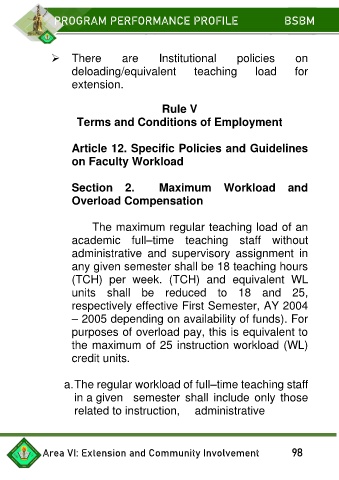 PROGRAM PERFORMANCE PROFILE BSBM
➢ There are Institutional policies on
deloading/equivalent teaching load for
extension.
Rule V
Terms and Conditions of Employment
Article 12. Specific Policies and Guidelines
on Faculty Workload
Section 2. Maximum Workload and
Overload Compensation
The maximum regular teaching load of an
academic full–time teaching staff without
administrative and supervisory assignment in
any given semester shall be 18 teaching hours
(TCH) per week. (TCH) and equivalent WL
units shall be reduced to 18 and 25,
respectively effective First Semester, AY 2004
– 2005 depending on availability of funds). For
purposes of overload pay, this is equivalent to
the maximum of 25 instruction workload (WL)
credit units.
a. The regular workload of full–time teaching staff
in a given semester shall include only those
related to instruction, administrative
Area VI: Extension and Community Involvement 98